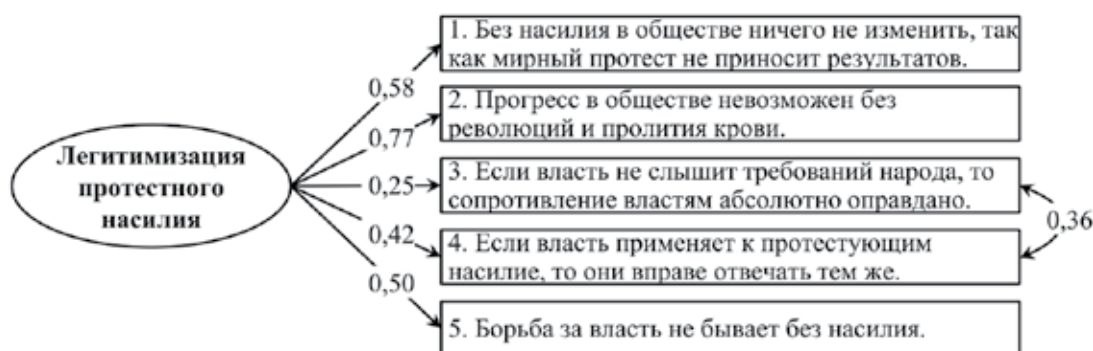 1. Без насилия в обществе ничего не изменить, так
как мирный протест не приносит результатов.
0,58
2. Прогресс в обществе невозможен без
революций и пролития крови.
0,77
Легитимизация
протестного
насилия
3. Если власть не слышит требований народа, то
сопротивление властям абсолютно оправдано.
0,25
0,36
4. Если власть применяет к протестующим
насилие, то они вправе отвечать тем же.
0,42
0,50
5. Борьба за власть не бывает без насилия.